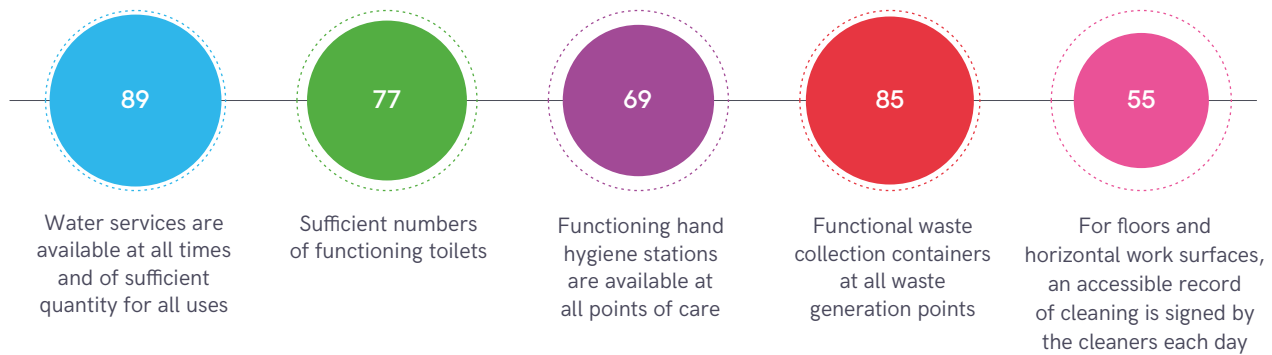 89
77
69
85
55
Water services are
available at all times
and of sufficient
quantity for all uses
Sufficient numbers
of functioning toilets
Functioning hand
hygiene stations
are available at
all points of care
Functional waste
collection containers
at all waste
generation points
For floors and
horizontal work surfaces,
an accessible record
of cleaning is signed by
the cleaners each day